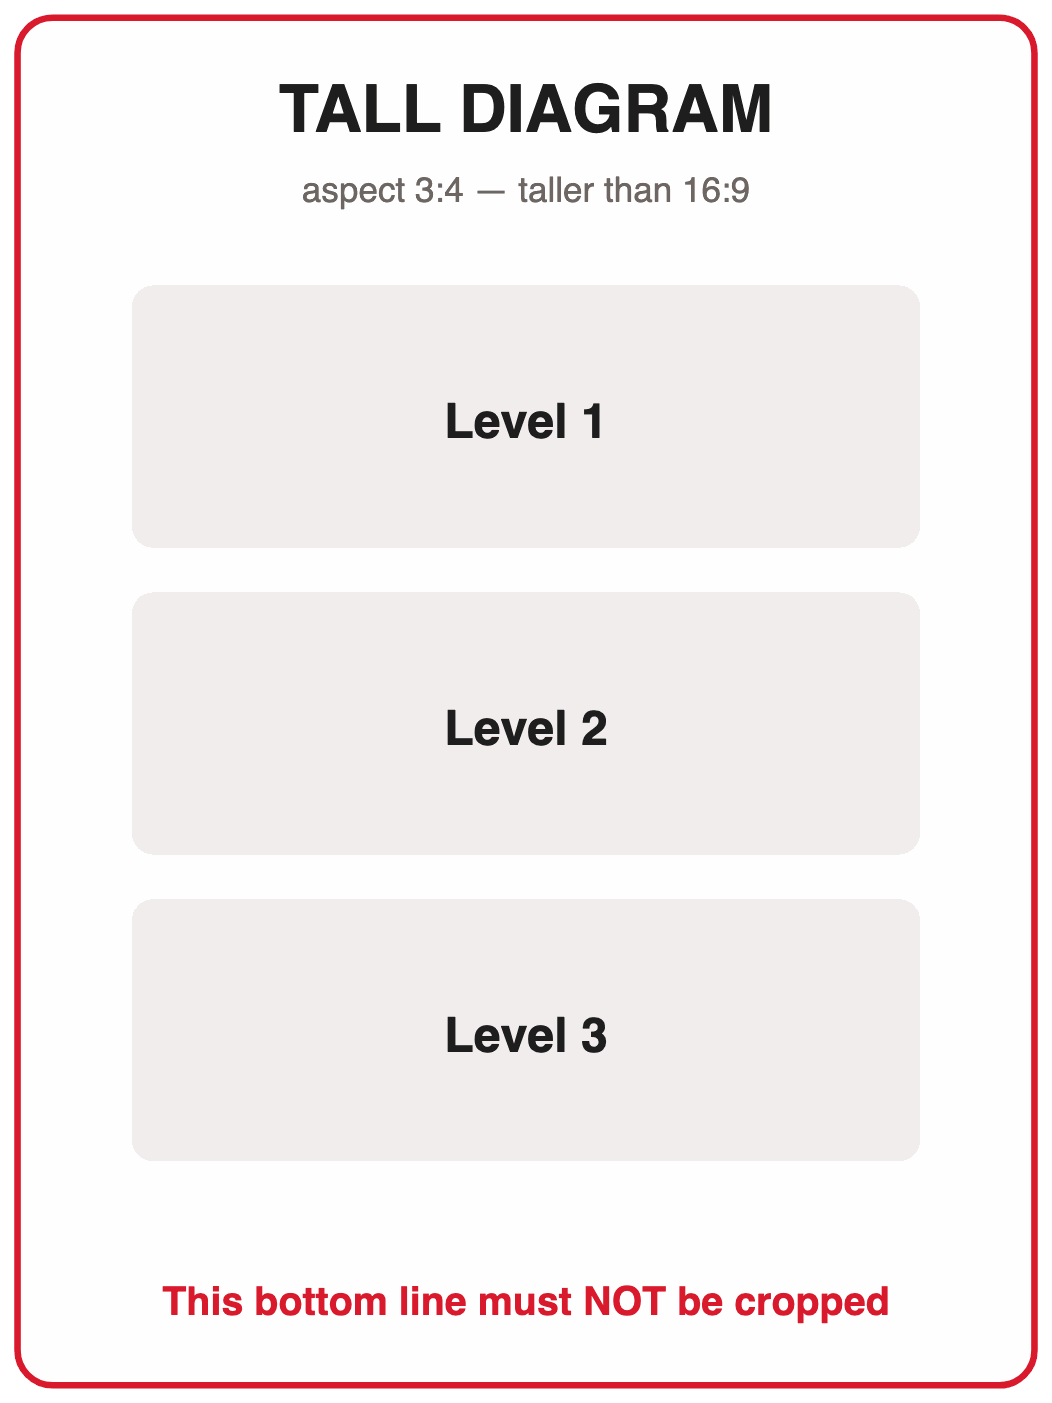 TALL DIAGRAM
aspect 3:4 — taller than 16:9
Level 1
Level 2
Level 3
This bottom line must NOT be cropped